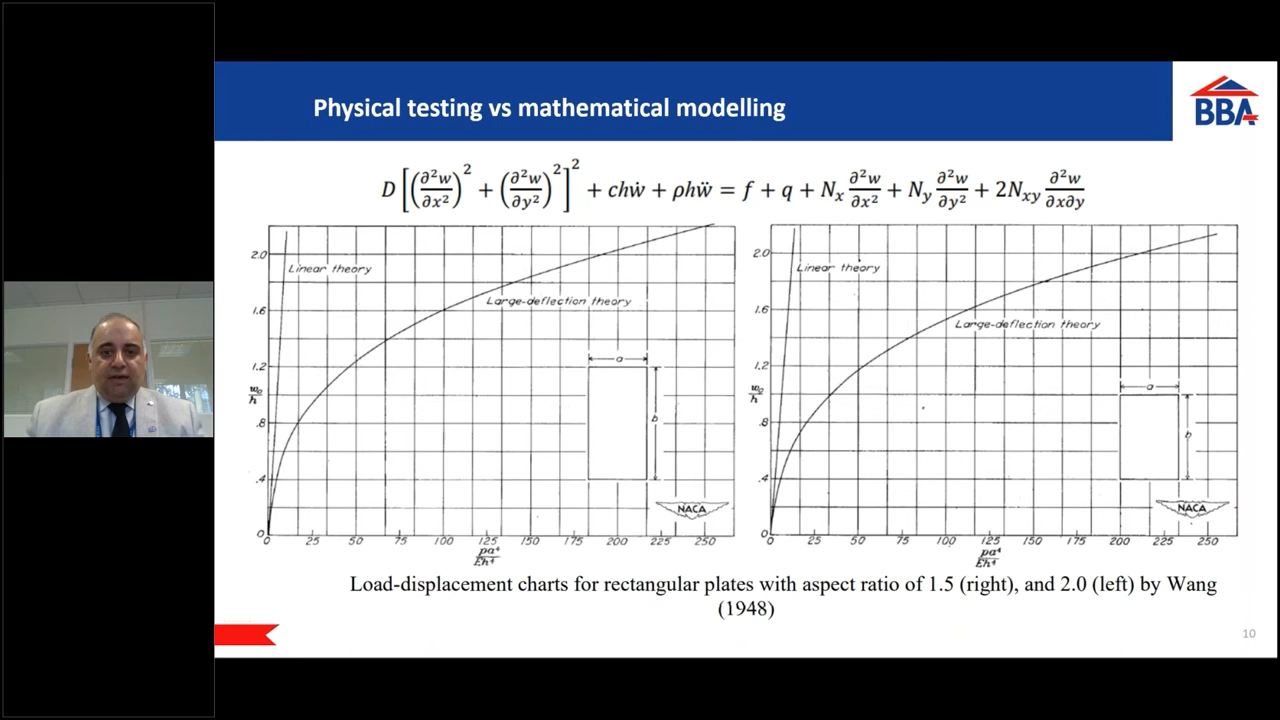 Physical testing vs mathematical modelling
BBA
D [(∂²w/∂x²)² + (∂²w/∂y²)²]² + chẇ + ρhẅ = f + q + Nₓ ∂²w/∂x² + Nᵧ ∂²w/∂y² + 2Nₓᵧ ∂²w/∂x∂y
2.0
Linear theory
Large-deflection theory
1.6
a
1.2
w₀/h
b
.8
.4
NACA
0
0 25 50 75 100 125 150 175 200 225 250
pa⁴/Eh⁴
2.0
Linear theory
1.6
Large-deflection theory
1.2
a
w₀/h
.8
b
.4
NACA
0
0 25 50 75 100 125 150 175 200 225 250
pa⁴/Eh⁴
Load-displacement charts for rectangular plates with aspect ratio of 1.5 (right), and 2.0 (left) by Wang
(1948)
10